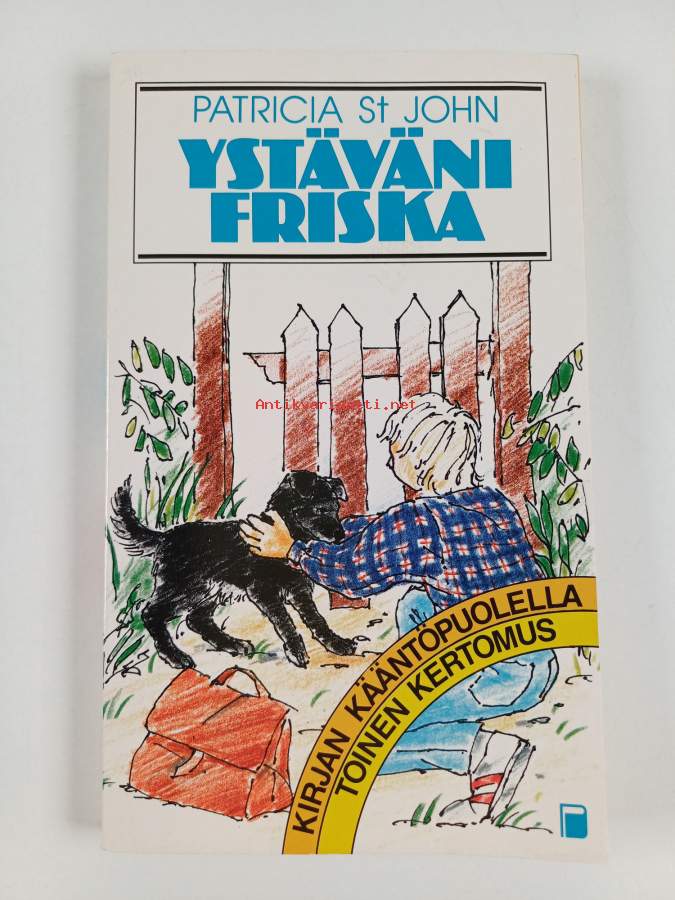 PATRICIA St JOHN
YSTÄVÄNI
FRISKA
Antikvariaatti.net
KIRJAN KÄÄNTÖPUOLELLA
TOINEN KERTOMUS